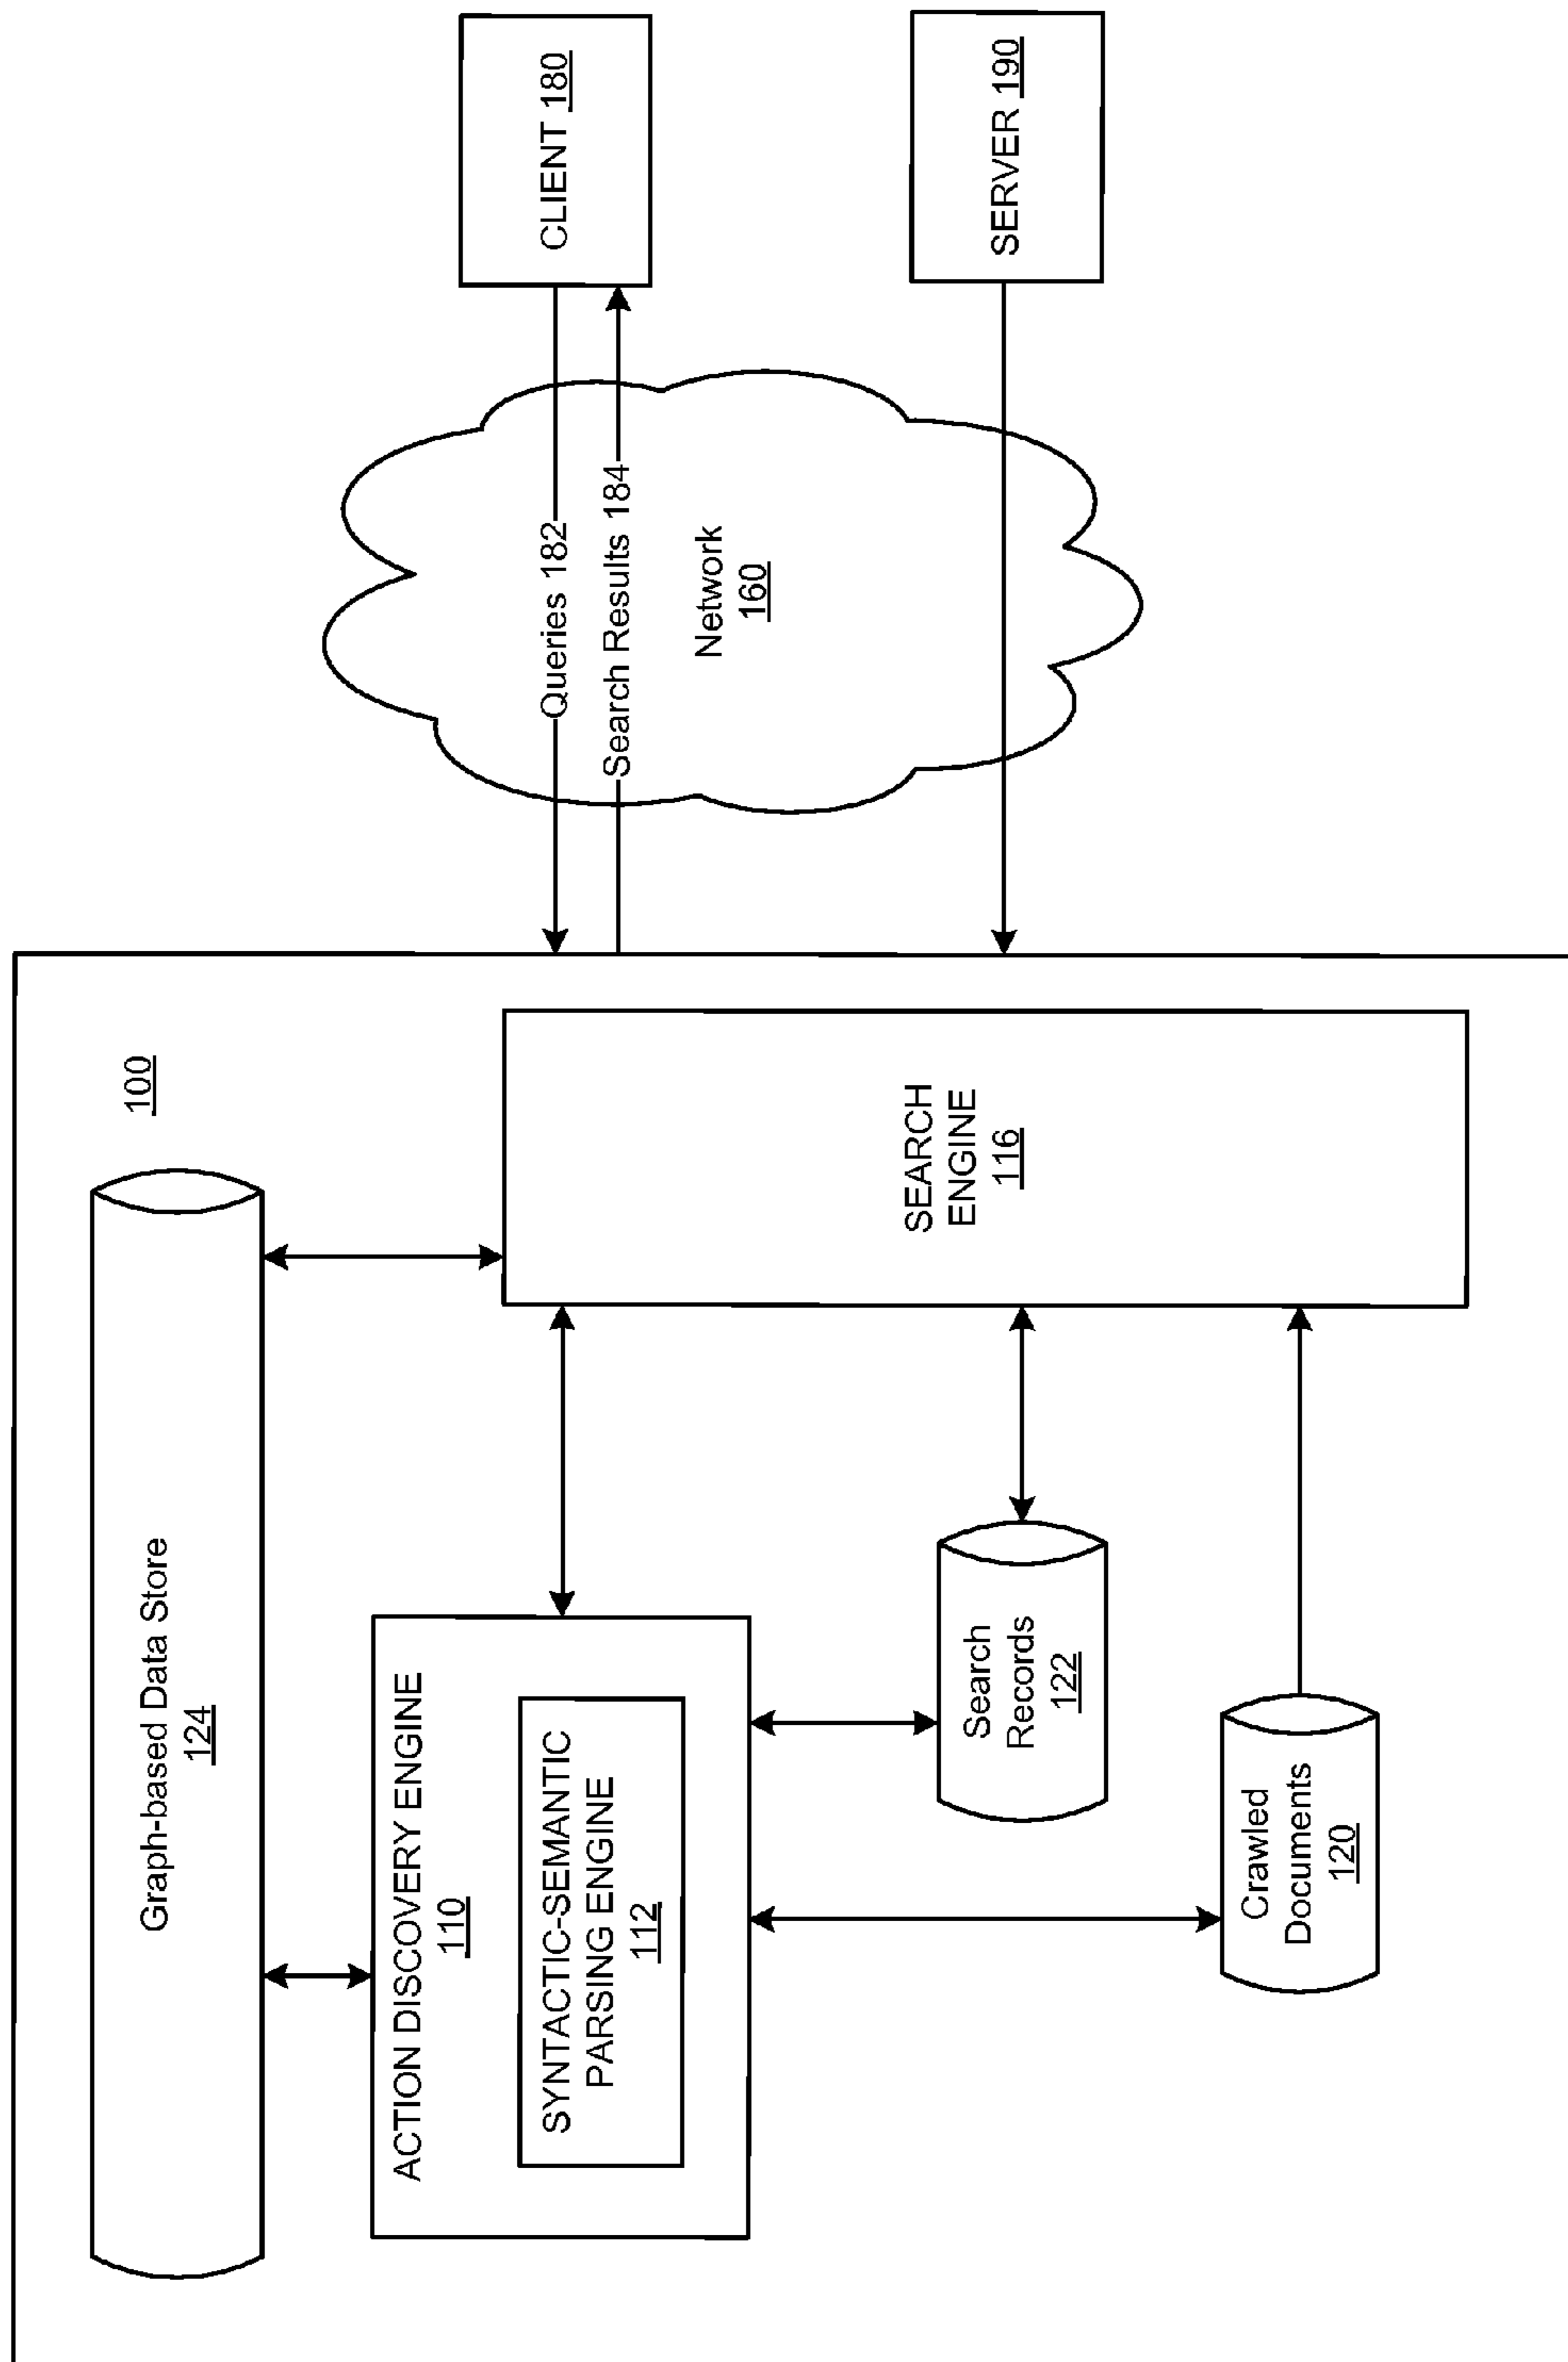 Graph-based Data Store
124
100
ACTION DISCOVERY ENGINE
110
SYNTACTIC-SEMANTIC
PARSING ENGINE
112
SEARCH
ENGINE
116
Search
Records
122
Crawled
Documents
120
Queries 182
Search Results 184
Network
160
CLIENT 180
SERVER 190